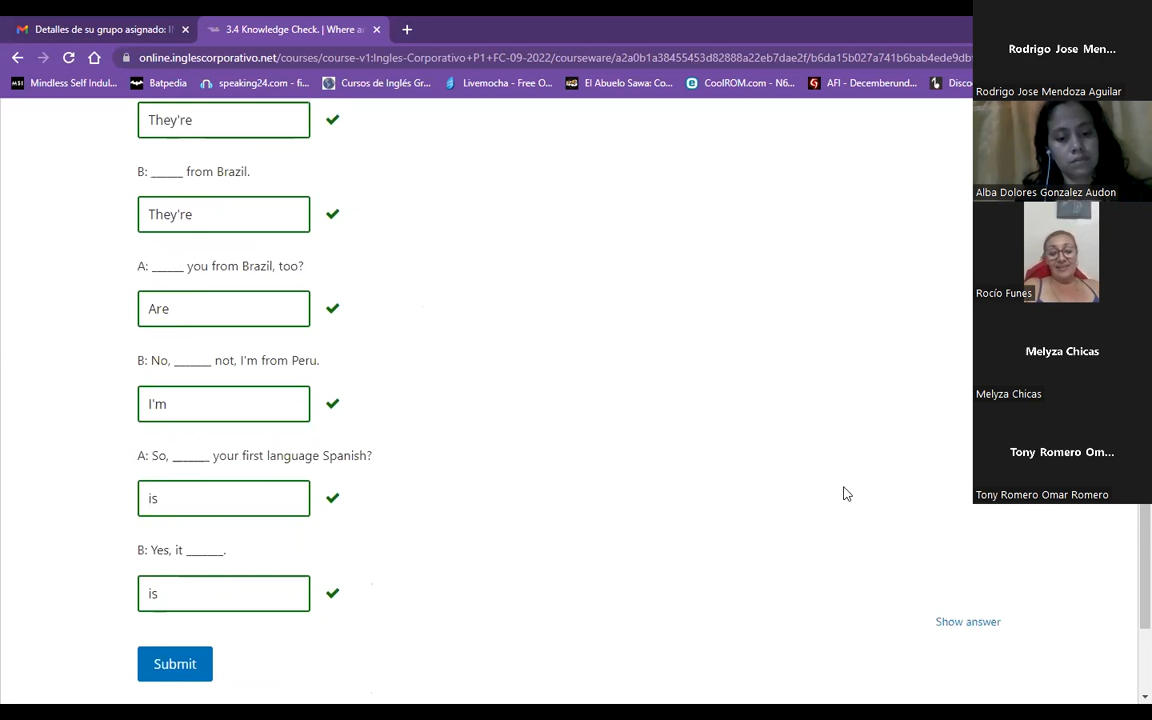 Detalles de su grupo asignado: I
3.4 Knowledge Check. | Where a
online.inglescorporativo.net/courses/course-v1:Ingles-Corporativo+P1+FC-09-2022/courseware/a2a0b1a38455453d82888a22eb7dae2f/b6da15b027a741b6bab4ede9db
Mindless Self Indul...
Batpedia
speaking24.com - fi...
Cursos de Inglés Gr...
Livemocha - Free O...
El Abuelo Sawa: Co...
CoolROM.com - N6...
AFI - Decemberund...
Disco
They're
B: _____ from Brazil.
They're
A: _____ you from Brazil, too?
Are
B: No, ______ not, I'm from Peru.
I'm
A: So, ______ your first language Spanish?
is
B: Yes, it ______.
is
Show answer
Submit
Rodrigo Jose Men...
Rodrigo Jose Mendoza Aguilar
Alba Dolores Gonzalez Audon
Rocío Funes
Melyza Chicas
Melyza Chicas
Tony Romero Om...
Tony Romero Omar Romero